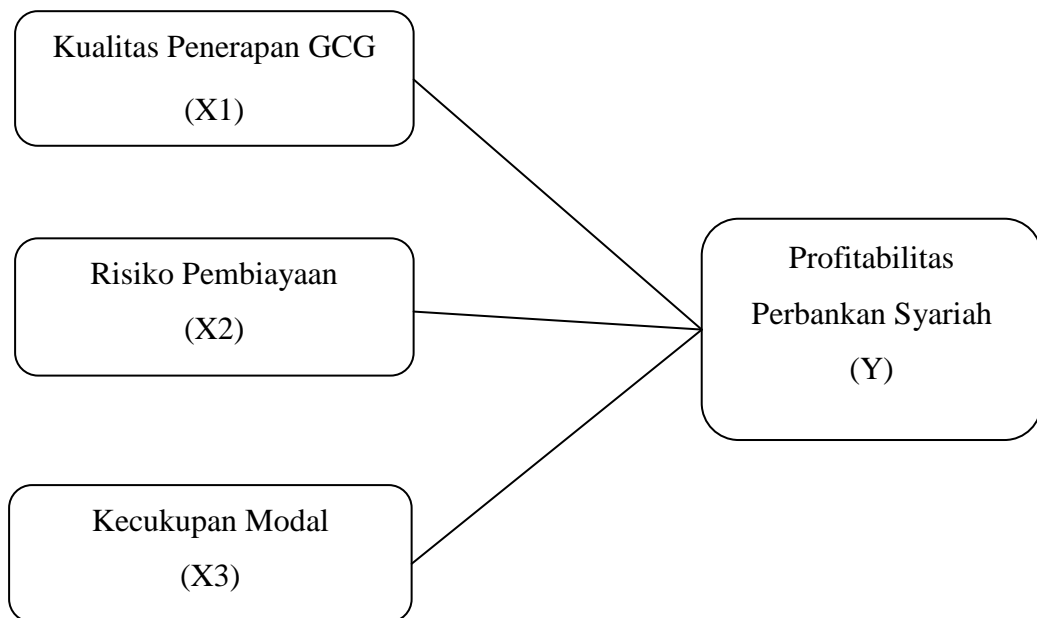 Kualitas Penerapan GCG
(X1)
Risiko Pembiayaan
(X2)
Profitabilitas
Perbankan Syariah
(Y)
Kecukupan Modal
(X3)